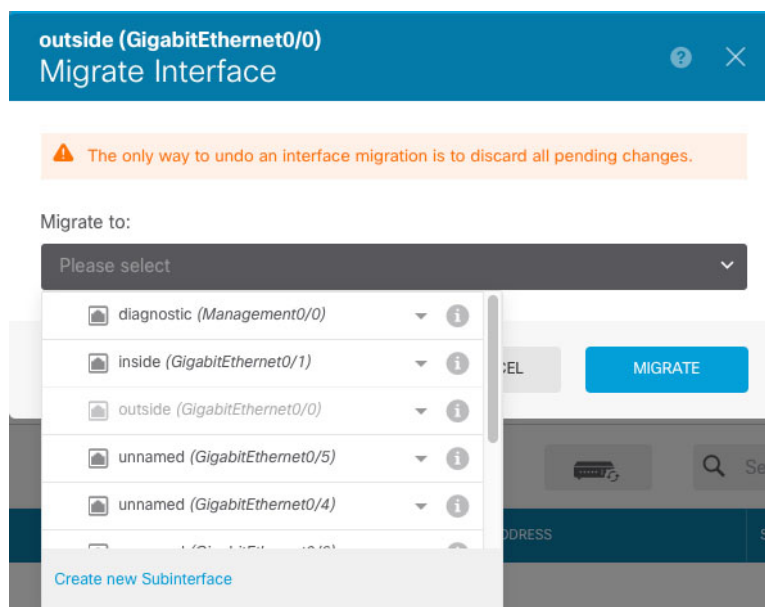 outside (GigabitEthernet0/0)
Migrate Interface
The only way to undo an interface migration is to discard all pending changes.
Migrate to:
Please select
diagnostic (Management0/0)
inside (GigabitEthernet0/1)
MIGRATE
outside (GigabitEthernet0/0)
unnamed (GigabitEthernet0/5)
unnamed (GigabitEthernet0/4)
Create new Subinterface